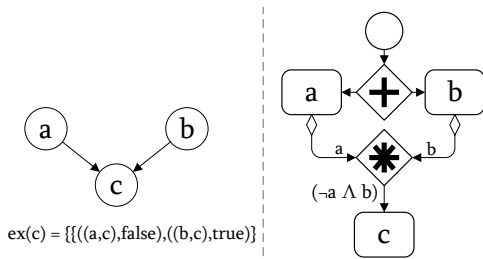 a
b
c
ex(c) = {{((a,c),false),((b,c),true)}
a
b
a
b
(¬a Λ b)
c